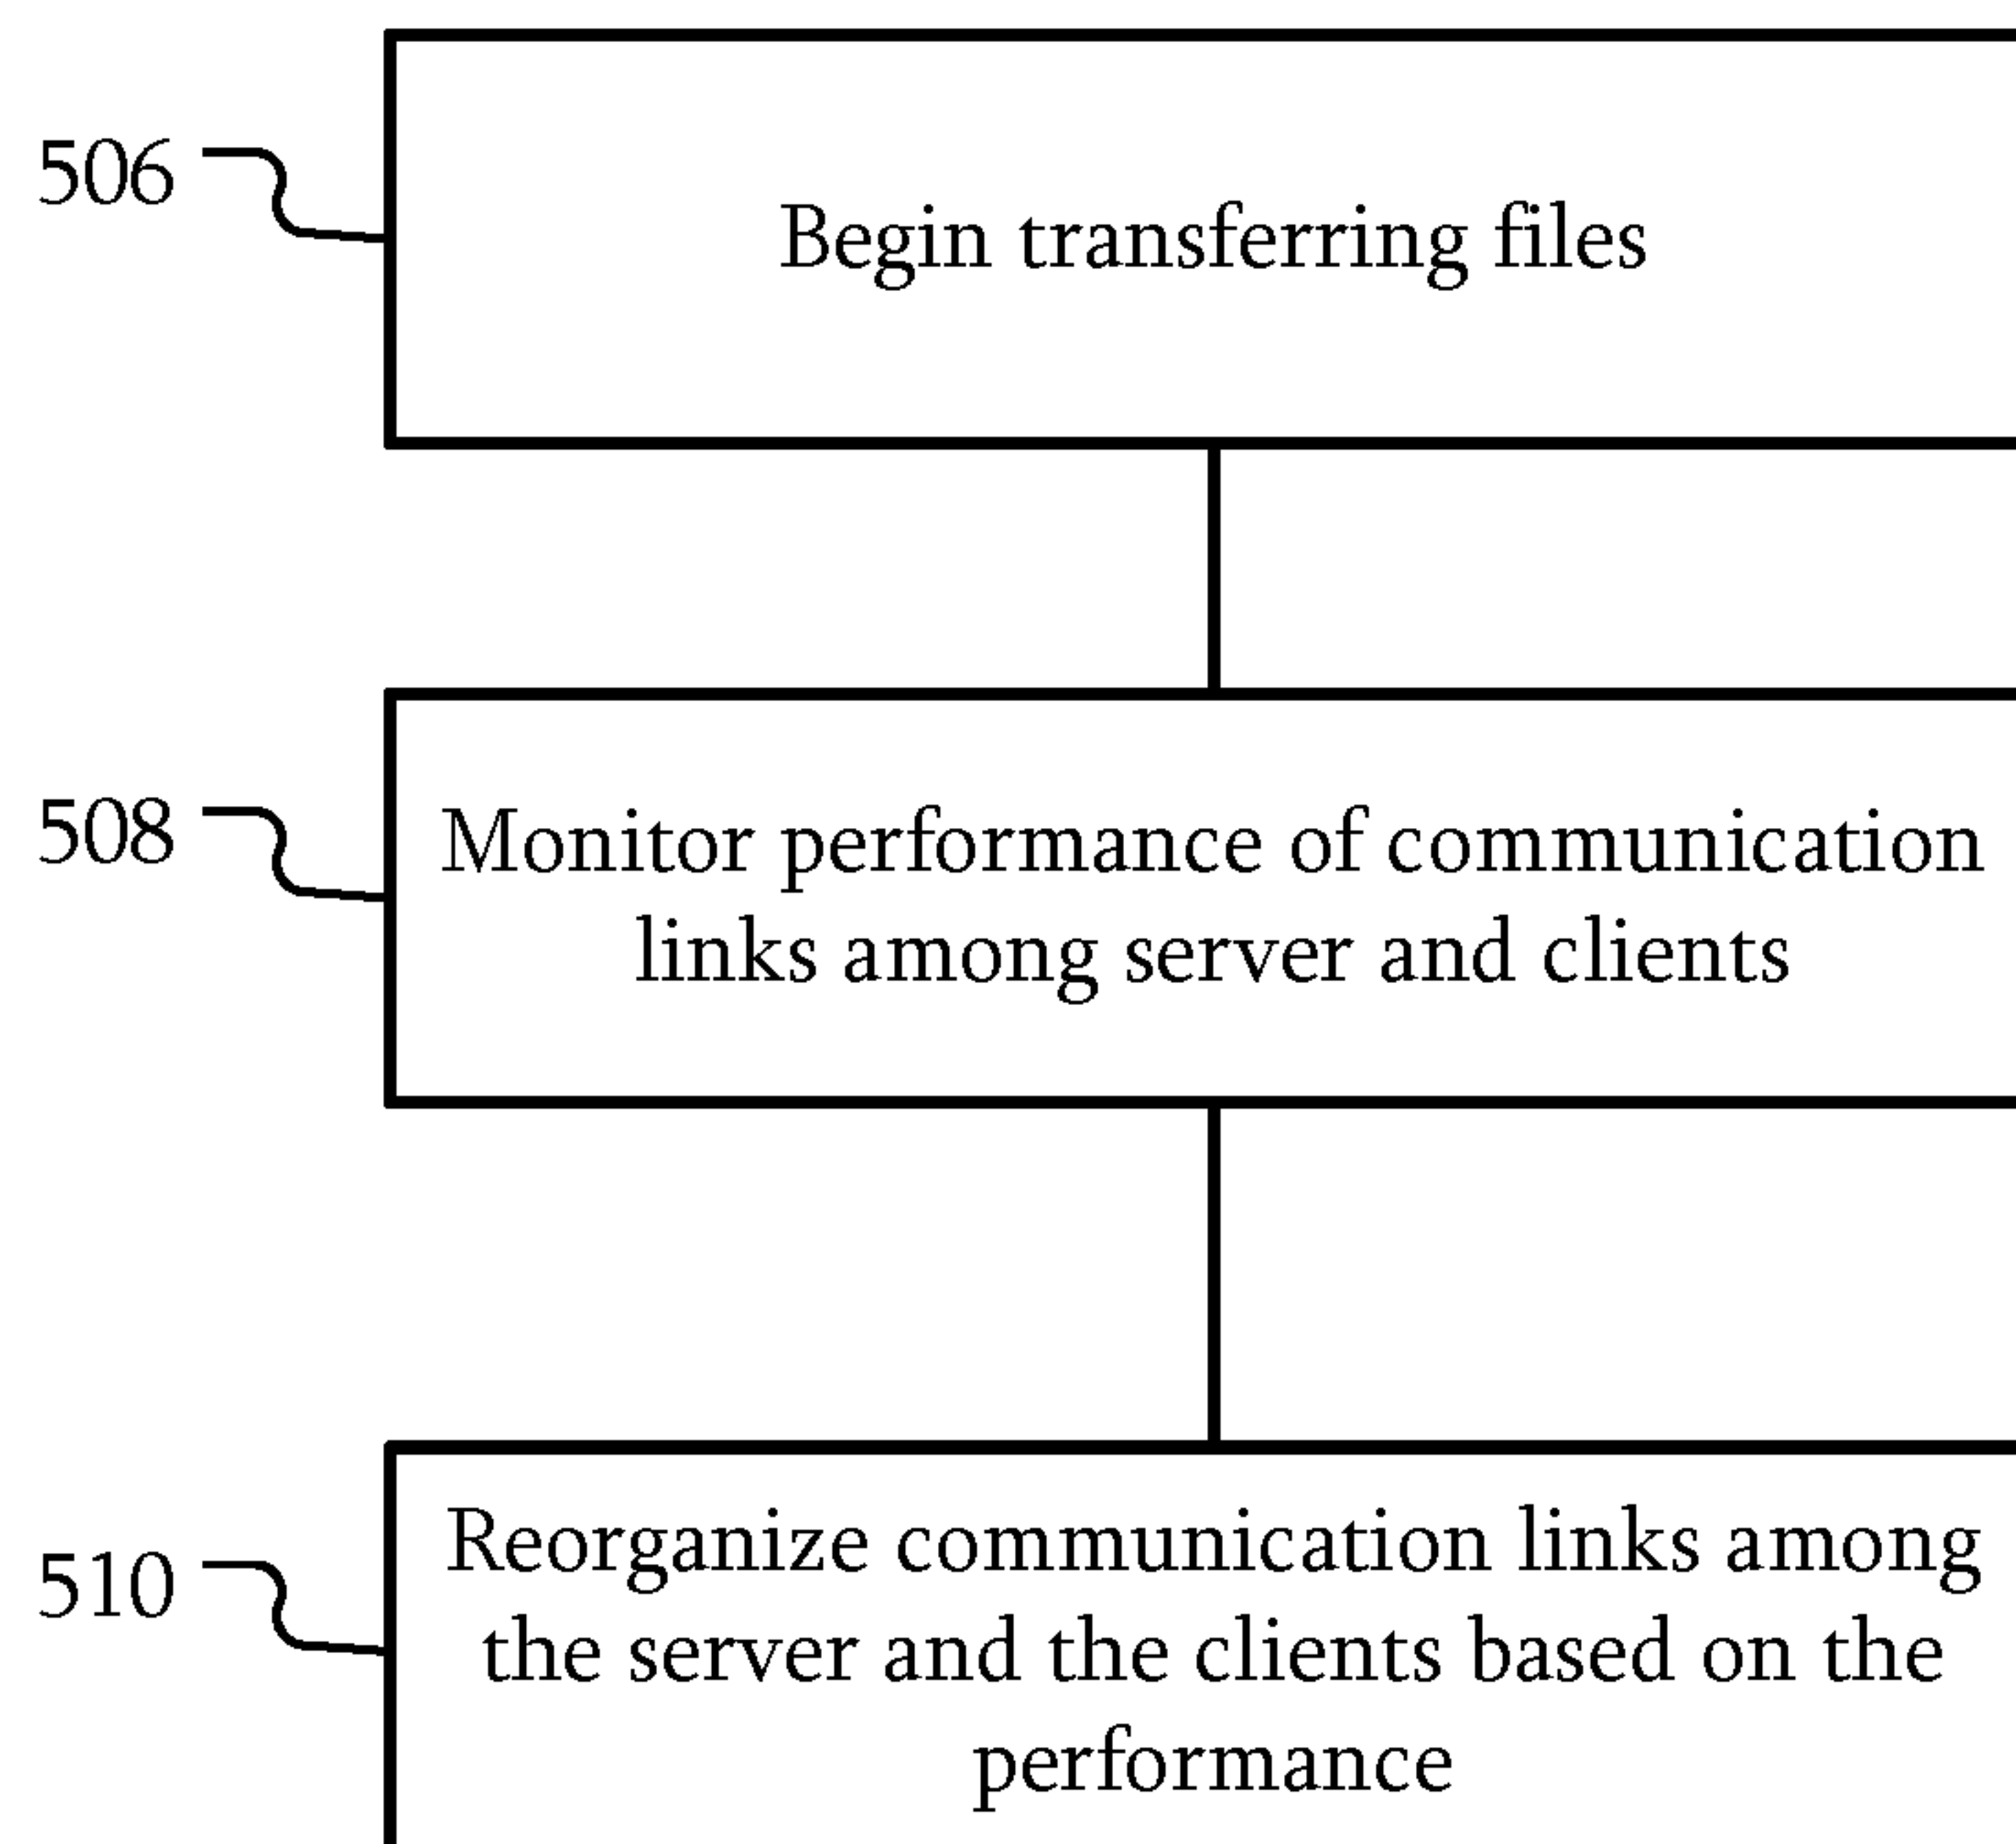 506
Begin transferring files
508
Monitor performance of communication
links among server and clients
510
Reorganize communication links among
the server and the clients based on the
performance